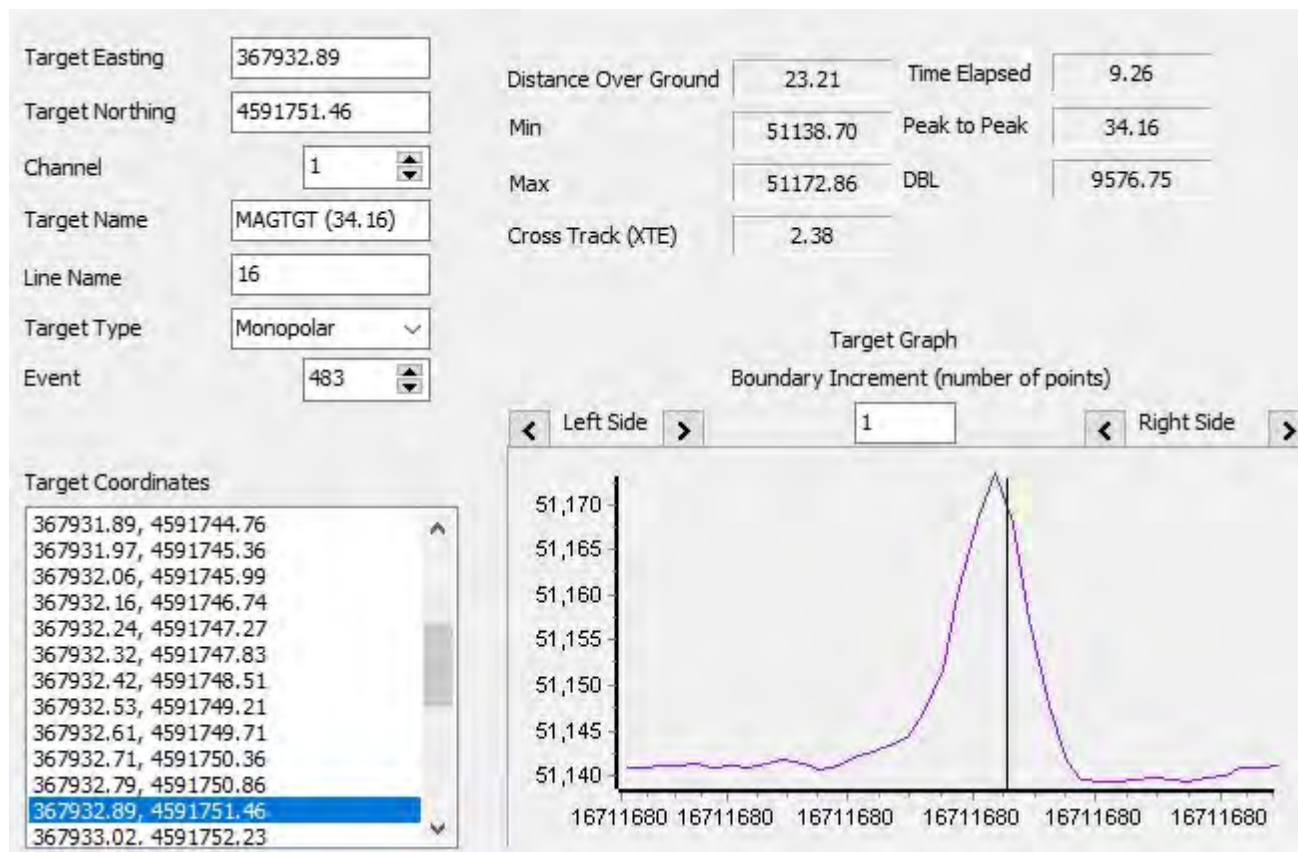 Target Easting 367932.89
Target Northing 4591751.46
Channel 1
Target Name MAGTGT (34.16)
Line Name 16
Target Type Monopolar
Event 483
Distance Over Ground 23.21 Time Elapsed 9.26
Min 51138.70 Peak to Peak 34.16
Max 51172.86 DBL 9576.75
Cross Track (XTE) 2.38
Target Coordinates
367931.89, 4591744.76
367931.97, 4591745.36
367932.06, 4591745.99
367932.16, 4591746.74
367932.24, 4591747.27
367932.32, 4591747.83
367932.42, 4591748.51
367932.53, 4591749.21
367932.61, 4591749.71
367932.71, 4591750.36
367932.79, 4591750.86
367932.89, 4591751.46
367933.02, 4591752.23
Target Graph
Boundary Increment (number of points)
< Left Side > 1 < Right Side >
51,170
51,165
51,160
51,155
51,150
51,145
51,140
16711680 16711680 16711680 16711680 16711680 16711680